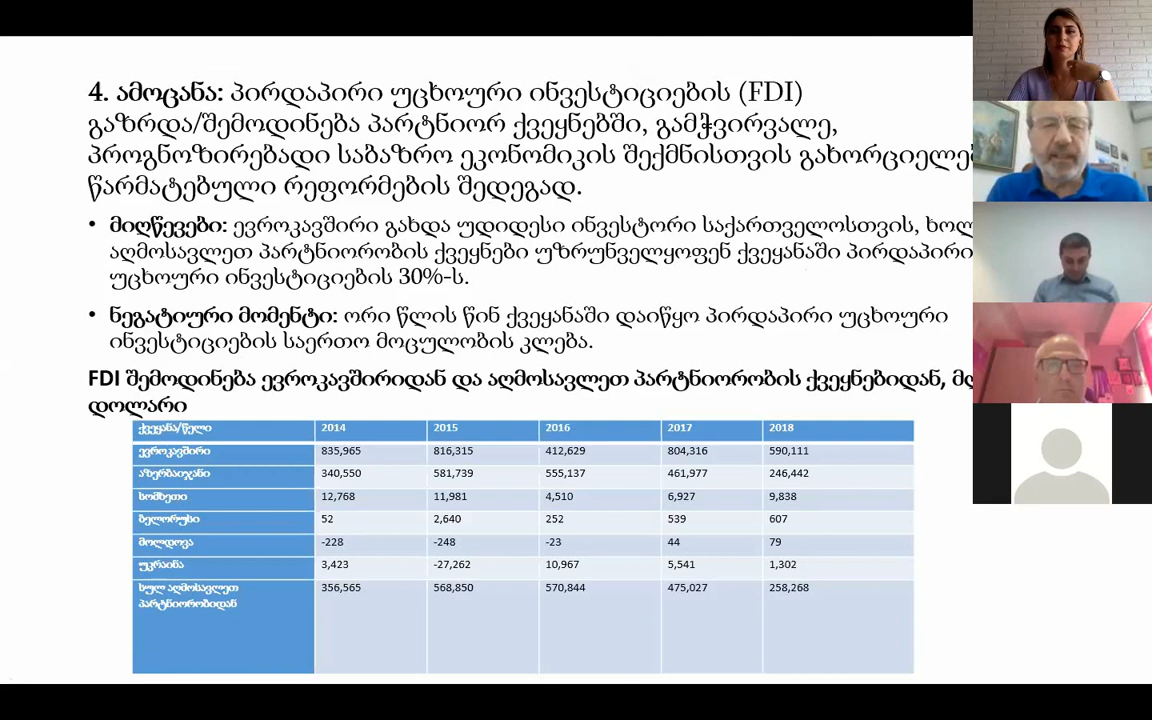 4. ამოცანა: პირდაპირი უცხოური ინვესტიციების (FDI)
გაზრდა/შემოდინება პარტნიორ ქვეყნებში, გამჭვირვალე,
პროგნოზირებადი საბაზრო ეკონომიკის შექმნისთვის
წარმატებული რეფორმების შედეგად.
• მიღწევები: ევროკავშირი გახდა უდიდესი ინვესტორი საქართველოსთვის,
აღმოსავლეთ პარტნიორობის ქვეყნები უზრუნველყოფენ ქვეყანაში პირდაპირი
უცხოური ინვესტიციების 30%-ს.
• ნეგატიური მომენტი: ორი წლის წინ ქვეყანაში დაიწყო პირდაპირი უცხოური
ინვესტიციების საერთო მოცულობის კლება.
FDI შემოდინება ევროკავშირიდან და აღმოსავლეთ პარტნიორობის ქვეყნებიდან,
დოლარი
ქვეყანა/წელი 2014 2015 2016 2017 2018
ევროკავშირი 835,965 816,315 412,629 804,316 590,111
აზერბაიჯანი 340,550 581,739 555,137 461,977 246,442
სომხეთი 12,768 11,981 4,510 6,927 9,838
ბელორუსი 52 2,640 252 539 607
მოლდოვა -228 -248 -23 44 79
უკრაინა 3,423 -27,262 10,967 5,541 1,302
სულ აღმოსავლეთ 356,565 568,850 570,844 475,027 258,268
პარტნიორობიდან